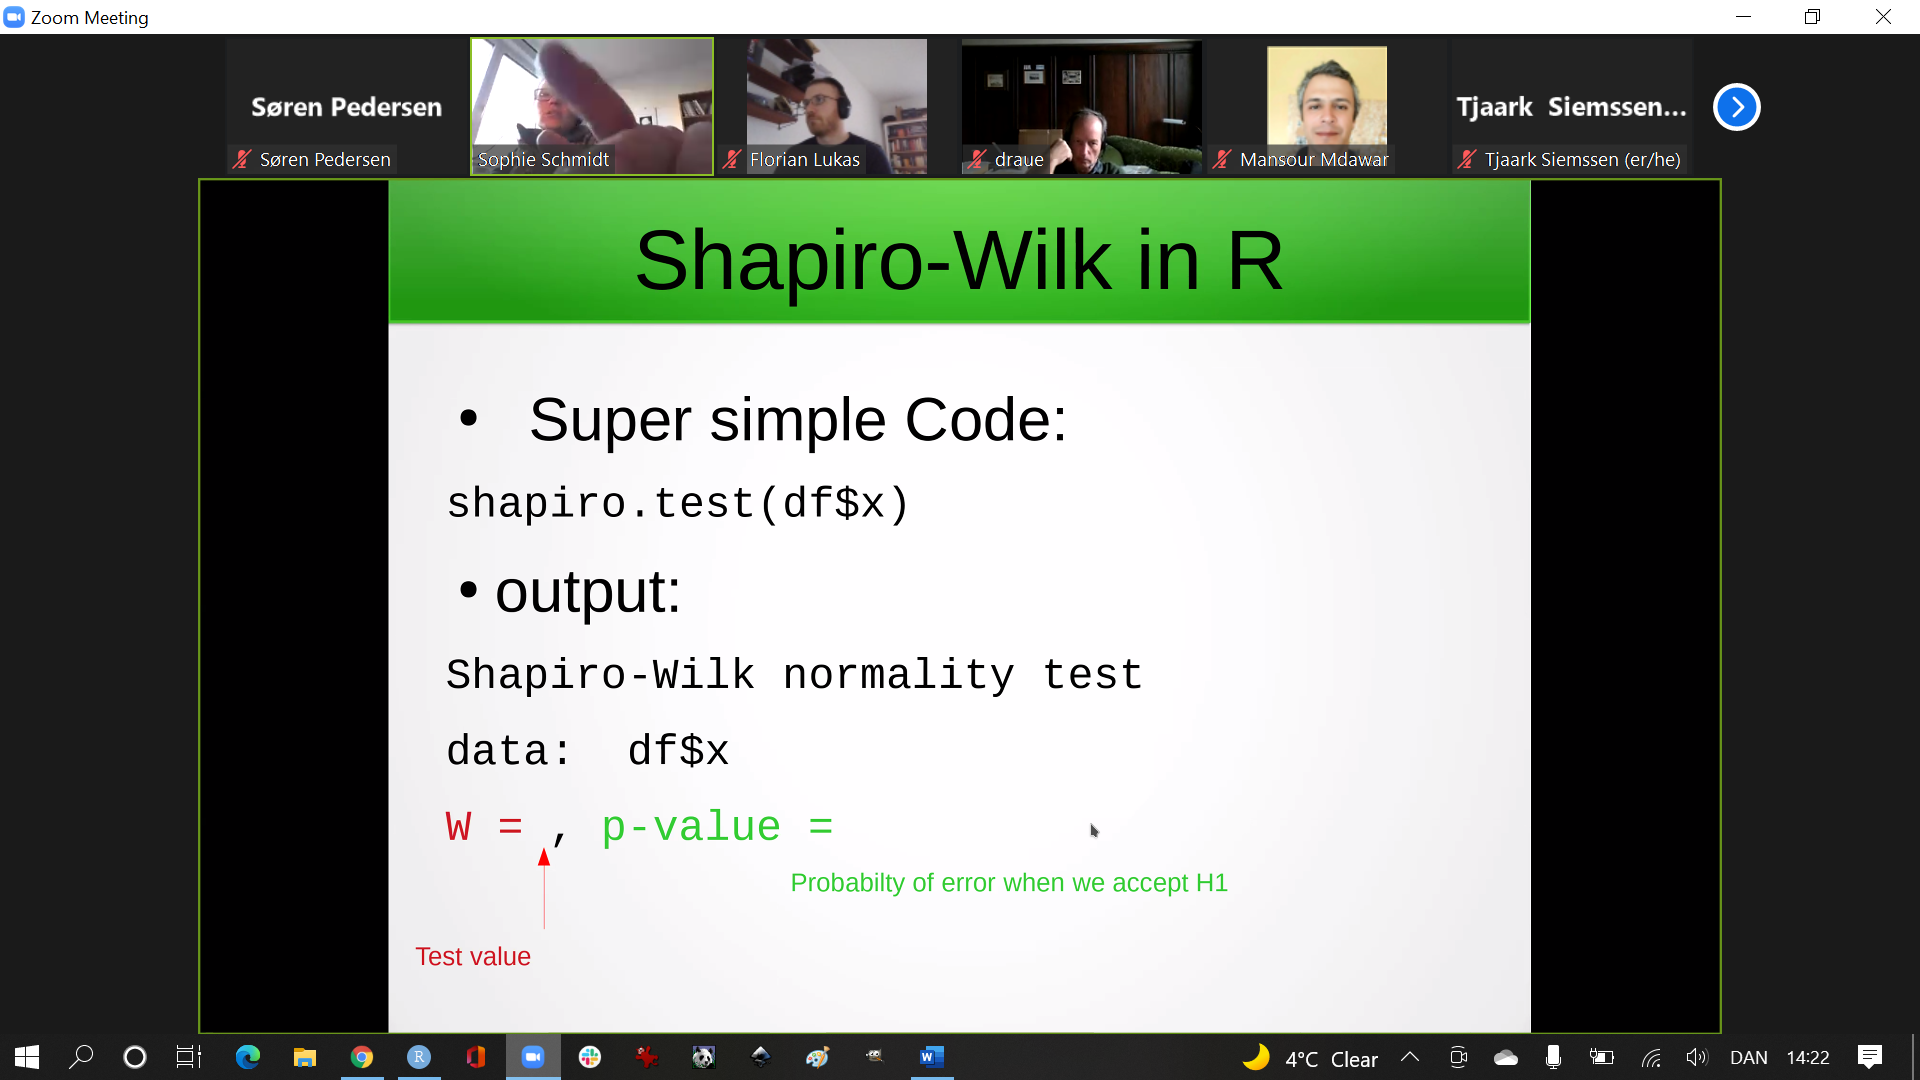 Zoom Meeting
Søren Pedersen
Tjaark Siemssen...
Søren Pedersen
Sophie Schmidt
Florian Lukas
draue
Mansour Mdawar
Tjaark Siemssen (er/he)
Shapiro-Wilk in R
• Super simple Code:
shapiro.test(df$x)
• output:
Shapiro-Wilk normality test
data: df$x
W = , p-value =
Probabilty of error when we accept H1
Test value
4°C Clear
DAN
14:22